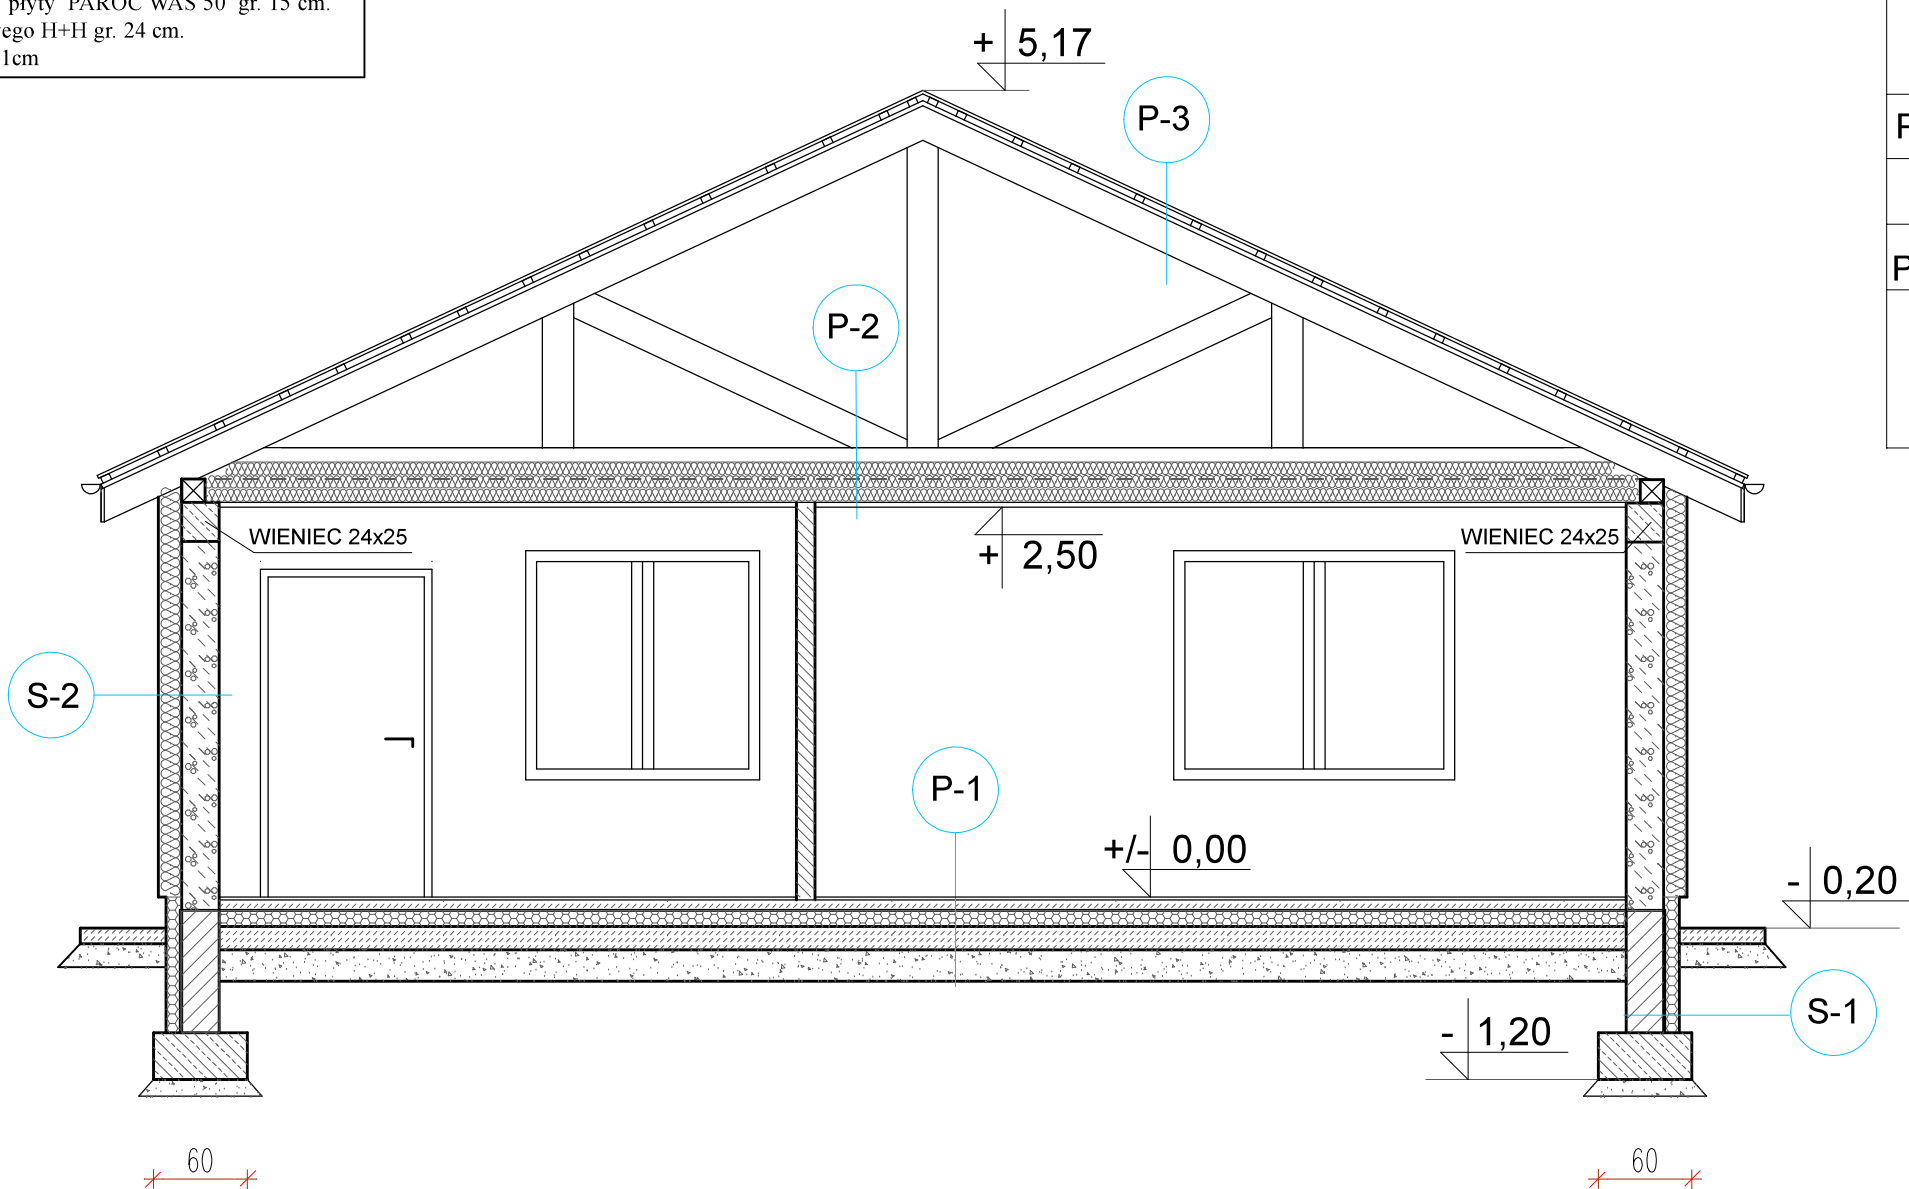 płyty "PAROC WAS 50" gr. 15 cm.
H+H gr. 24 cm.
1cm
+ 5,17
P-3
P-2
WIENIEC 24x25
+ 2,50
WIENIEC 24x25
S-2
P-1
+/- 0,00
- 0,20
- 1,20
S-1
60
60